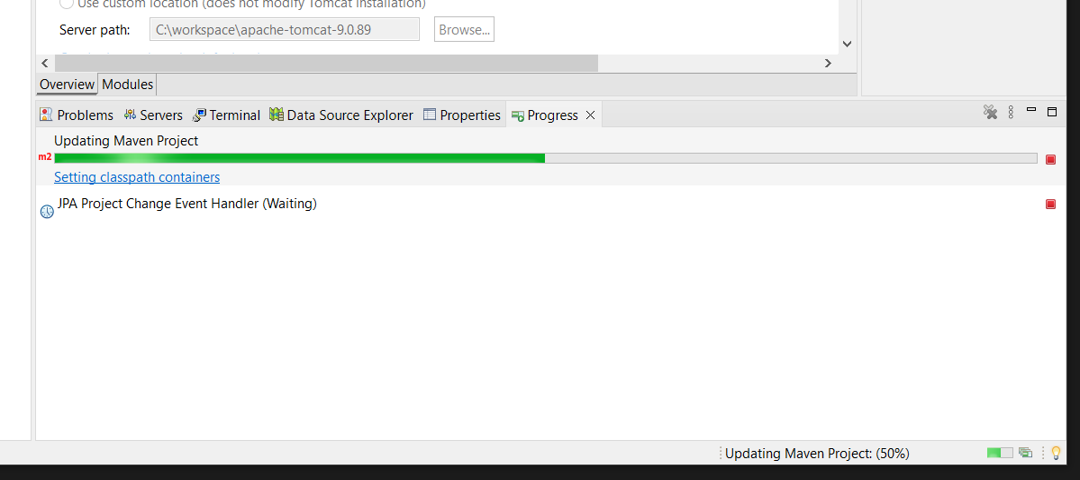 Use custom location (does not modify Tomcat installation)
Server path: C:\workspace\apache-tomcat-9.0.89 Browse...
Overview Modules
Problems Servers Terminal Data Source Explorer Properties Progress
Updating Maven Project
m2
Setting classpath containers
JPA Project Change Event Handler (Waiting)
Updating Maven Project: (50%)